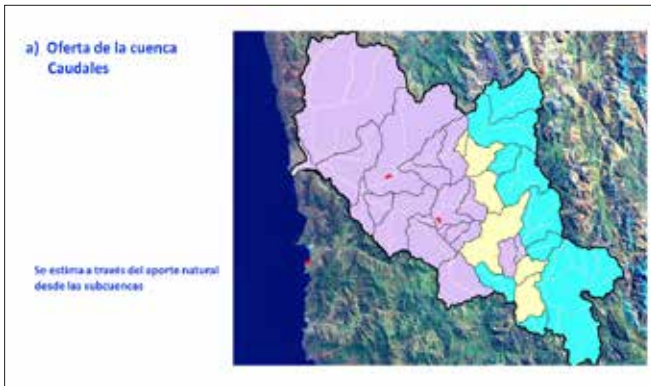 a) Oferta de la cuenca
Caudales
Se estima a través del aporte natural
desde las subcuencas